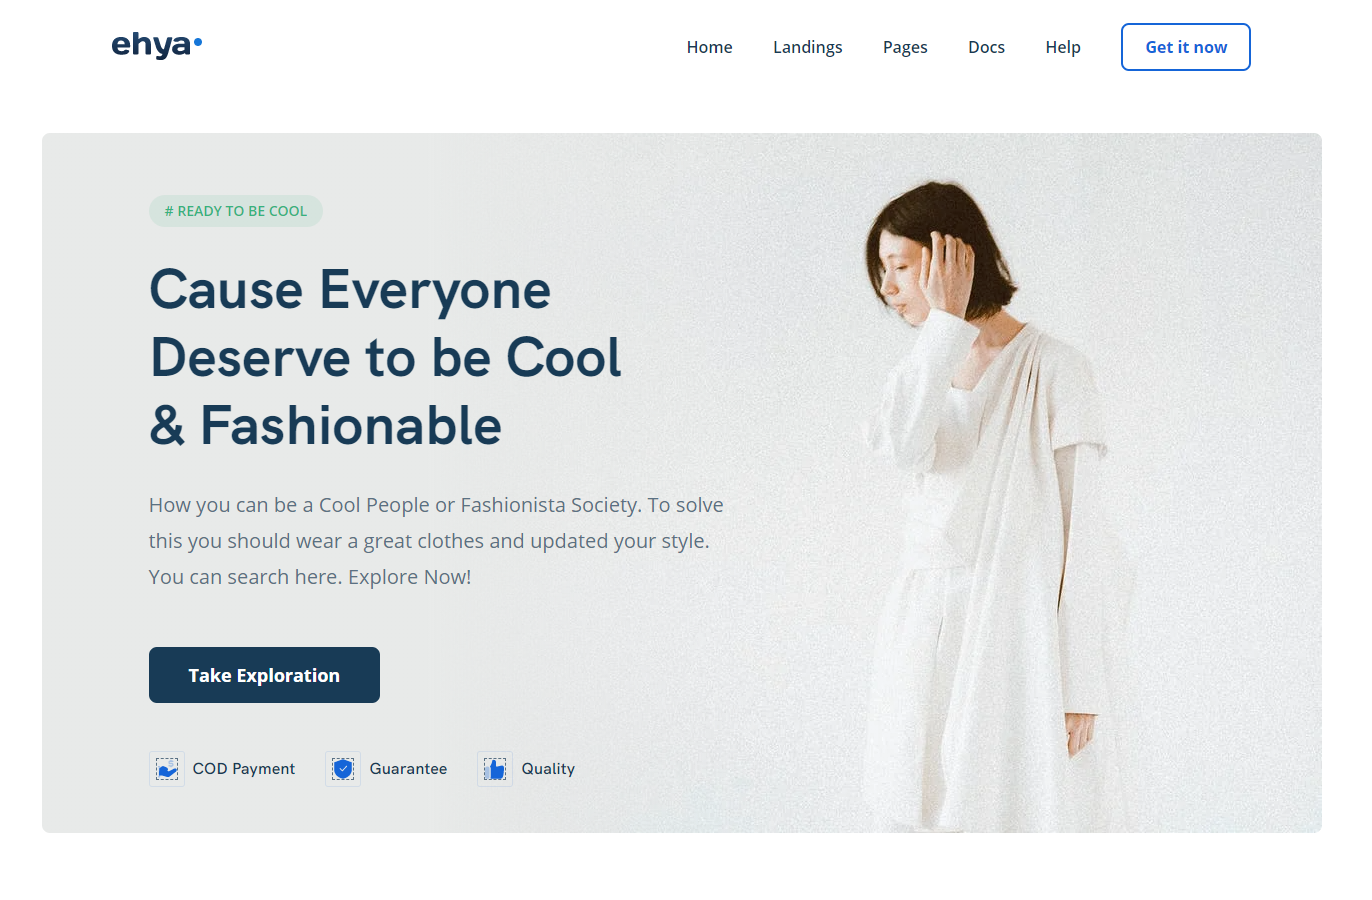 ehya
Home Landings Pages Docs Help Get it now
# READY TO BE COOL
Cause Everyone
Deserve to be Cool
& Fashionable
How you can be a Cool People or Fashionista Society. To solve
this you should wear a great clothes and updated your style.
You can search here. Explore Now!
Take Exploration
COD Payment Guarantee Quality